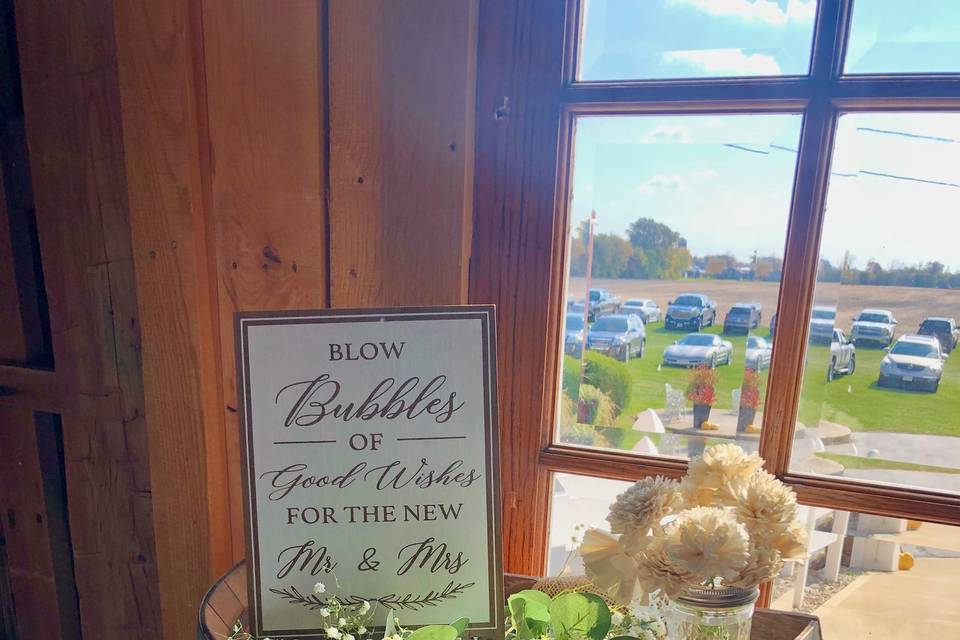 BLOW
Bubbles
OF
Good Wishes
FOR THE NEW
Mr & Mrs